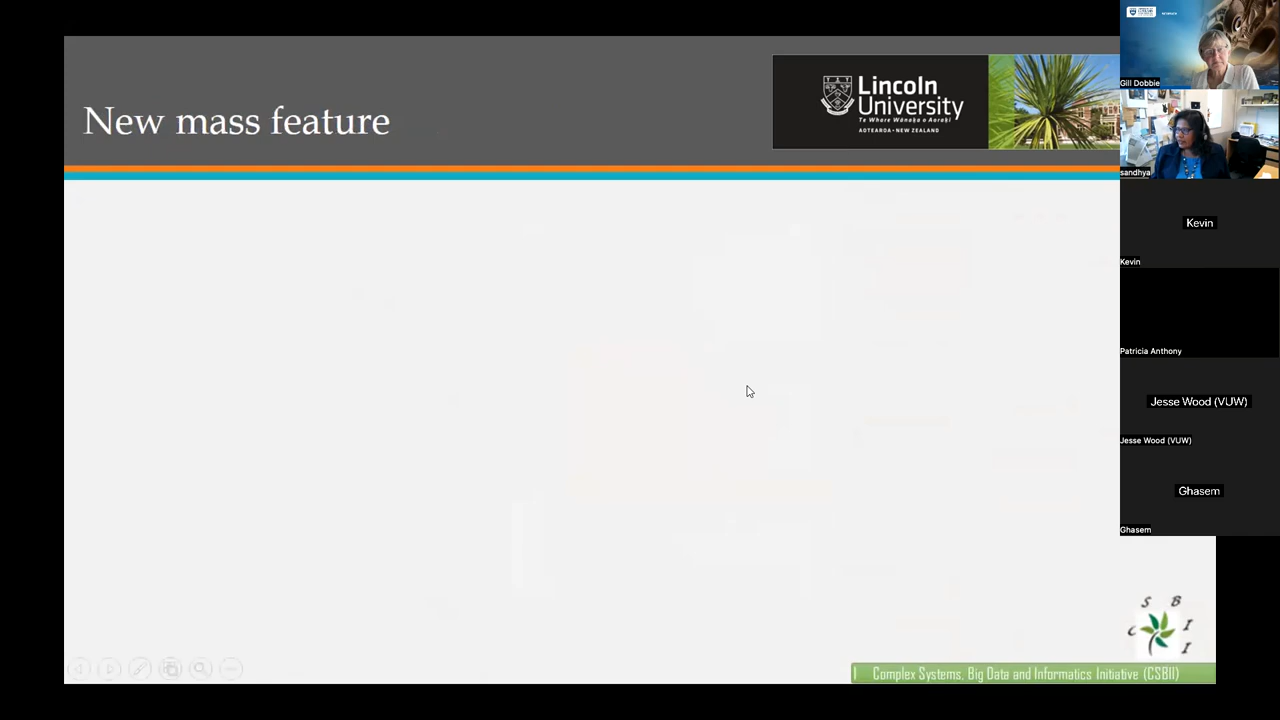 New mass feature
Lincoln
University
Te Whare Wānaka o Aoraki
AOTEAROA • NEW ZEALAND
Gill Dobbie
sandhya
Kevin
Kevin
Patricia Anthony
Jesse Wood (VUW)
Jesse Wood (VUW)
Ghasem
Ghasem
C S B I I
Complex Systems, Big Data and Informatics Initiative (CSBII)